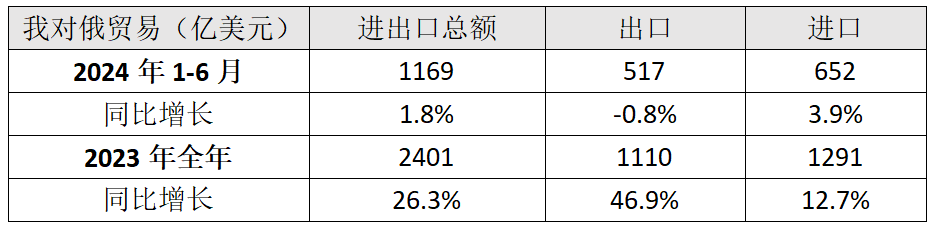 我对俄贸易（亿美元） 进出口总额 出口 进口
2024 年 1-6 月 1169 517 652
同比增长 1.8% -0.8% 3.9%
2023 年全年 2401 1110 1291
同比增长 26.3% 46.9% 12.7%